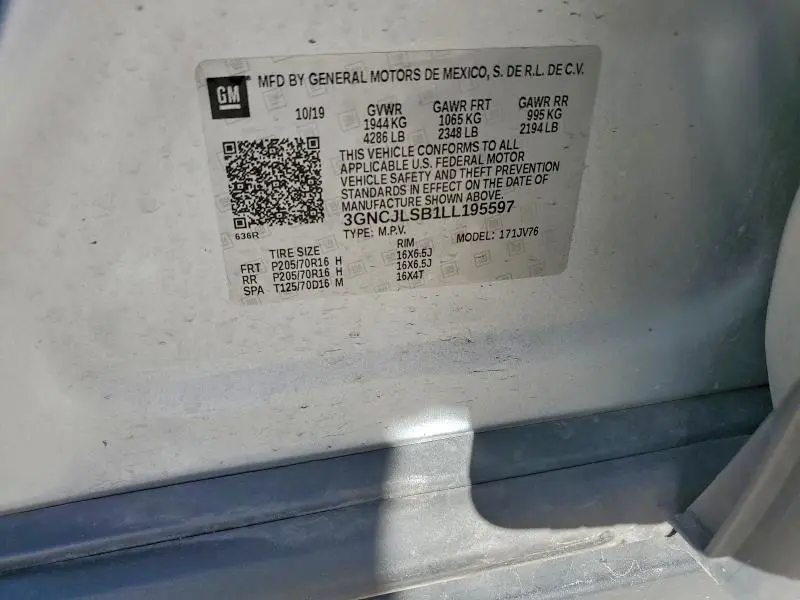 GM
MFD BY GENERAL MOTORS DE MEXICO, S. DE R.L. DE C.V.
10/19 GVWR GAWR FRT GAWR RR
1944 KG 1065 KG 995 KG
4286 LB 2348 LB 2194 LB
THIS VEHICLE CONFORMS TO ALL
APPLICABLE U.S. FEDERAL MOTOR
VEHICLE SAFETY AND THEFT PREVENTION
STANDARDS IN EFFECT ON THE DATE OF
MANUFACTURE SHOWN ABOVE.
3GNCJLSB1LL195597
636R
TYPE: M.P.V. MODEL: 171JV76
TIRE SIZE RIM
FRT P205/70R16 H 16X6.5J
RR P205/70R16 H 16X6.5J
SPA T125/70D16 M 16X4T